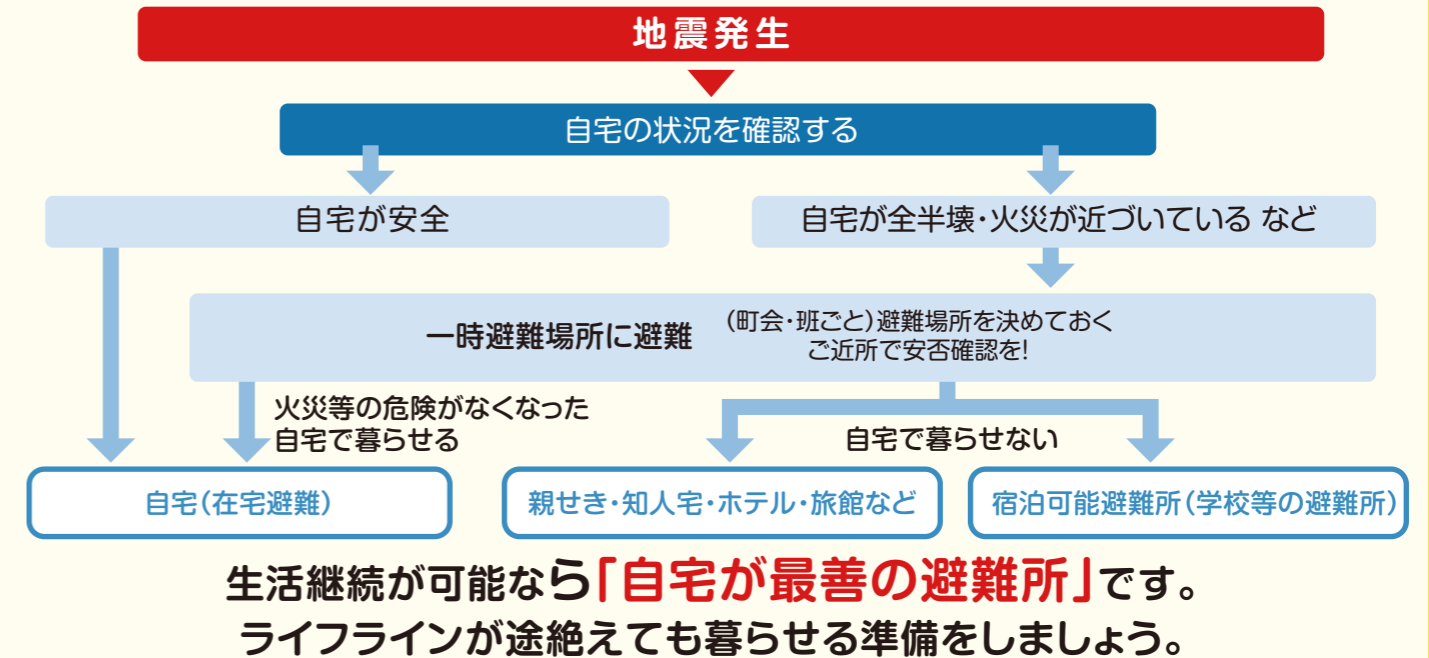 地震発生
自宅の状況を確認する
自宅が安全
自宅が全半壊・火災が近づいている など
一時避難場所に避難
(町会・班ごと)避難場所を決めておく
ご近所で安否確認を!
火災等の危険がなくなった
自宅で暮らせる
自宅で暮らせない
自宅(在宅避難)
親せき・知人宅・ホテル・旅館など
宿泊可能避難所(学校等の避難所)
生活継続が可能なら「自宅が最善の避難所」です。
ライフラインが途絶えても暮らせる準備をしましょう。